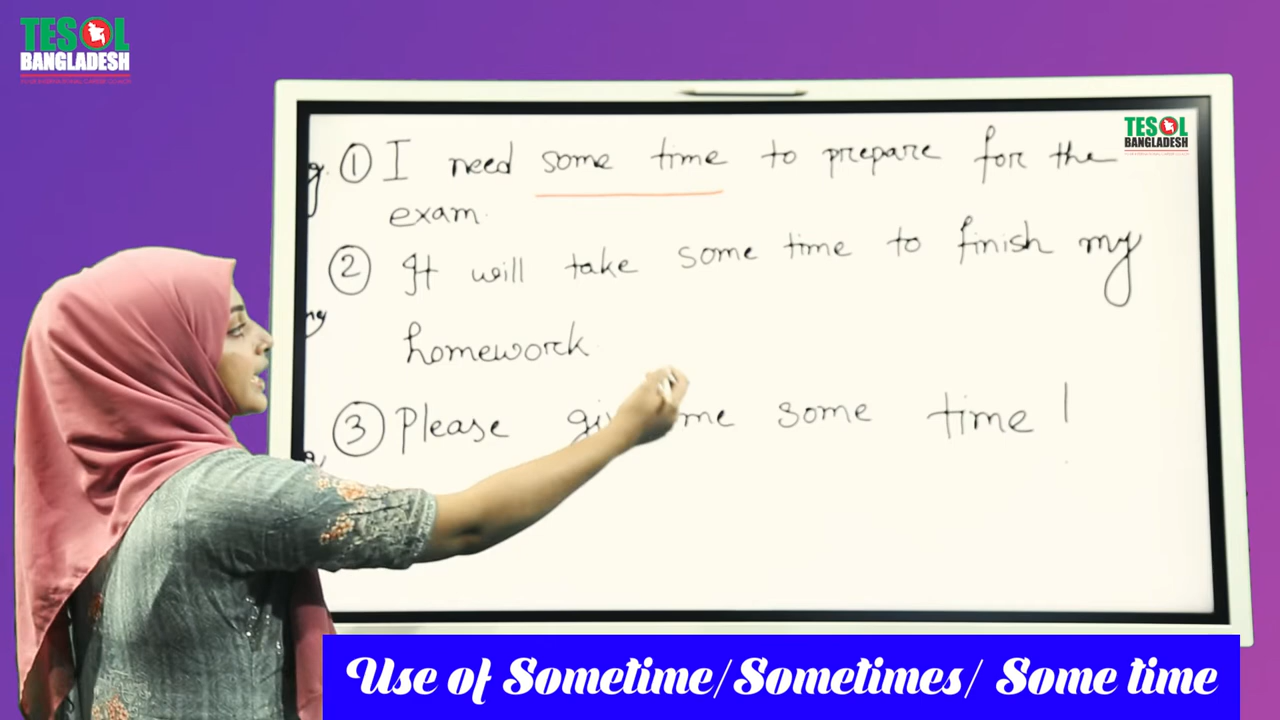 TESOL
BANGLADESH
TESOL
BANGLADESH
g. ① I need some time to prepare for the
exam.
② It will take some time to finish my
homework.
③ Please me some time!
Use of Sometime/Sometimes/ Some time